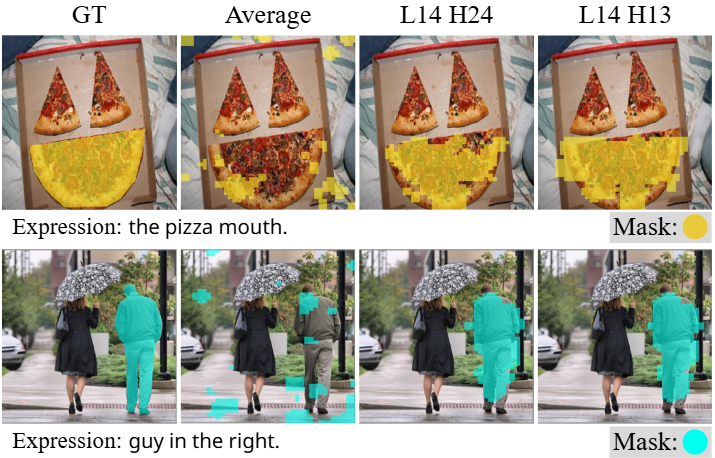 GT Average L14 H24 L14 H13
Expression: the pizza mouth. Mask:
Expression: guy in the right. Mask: